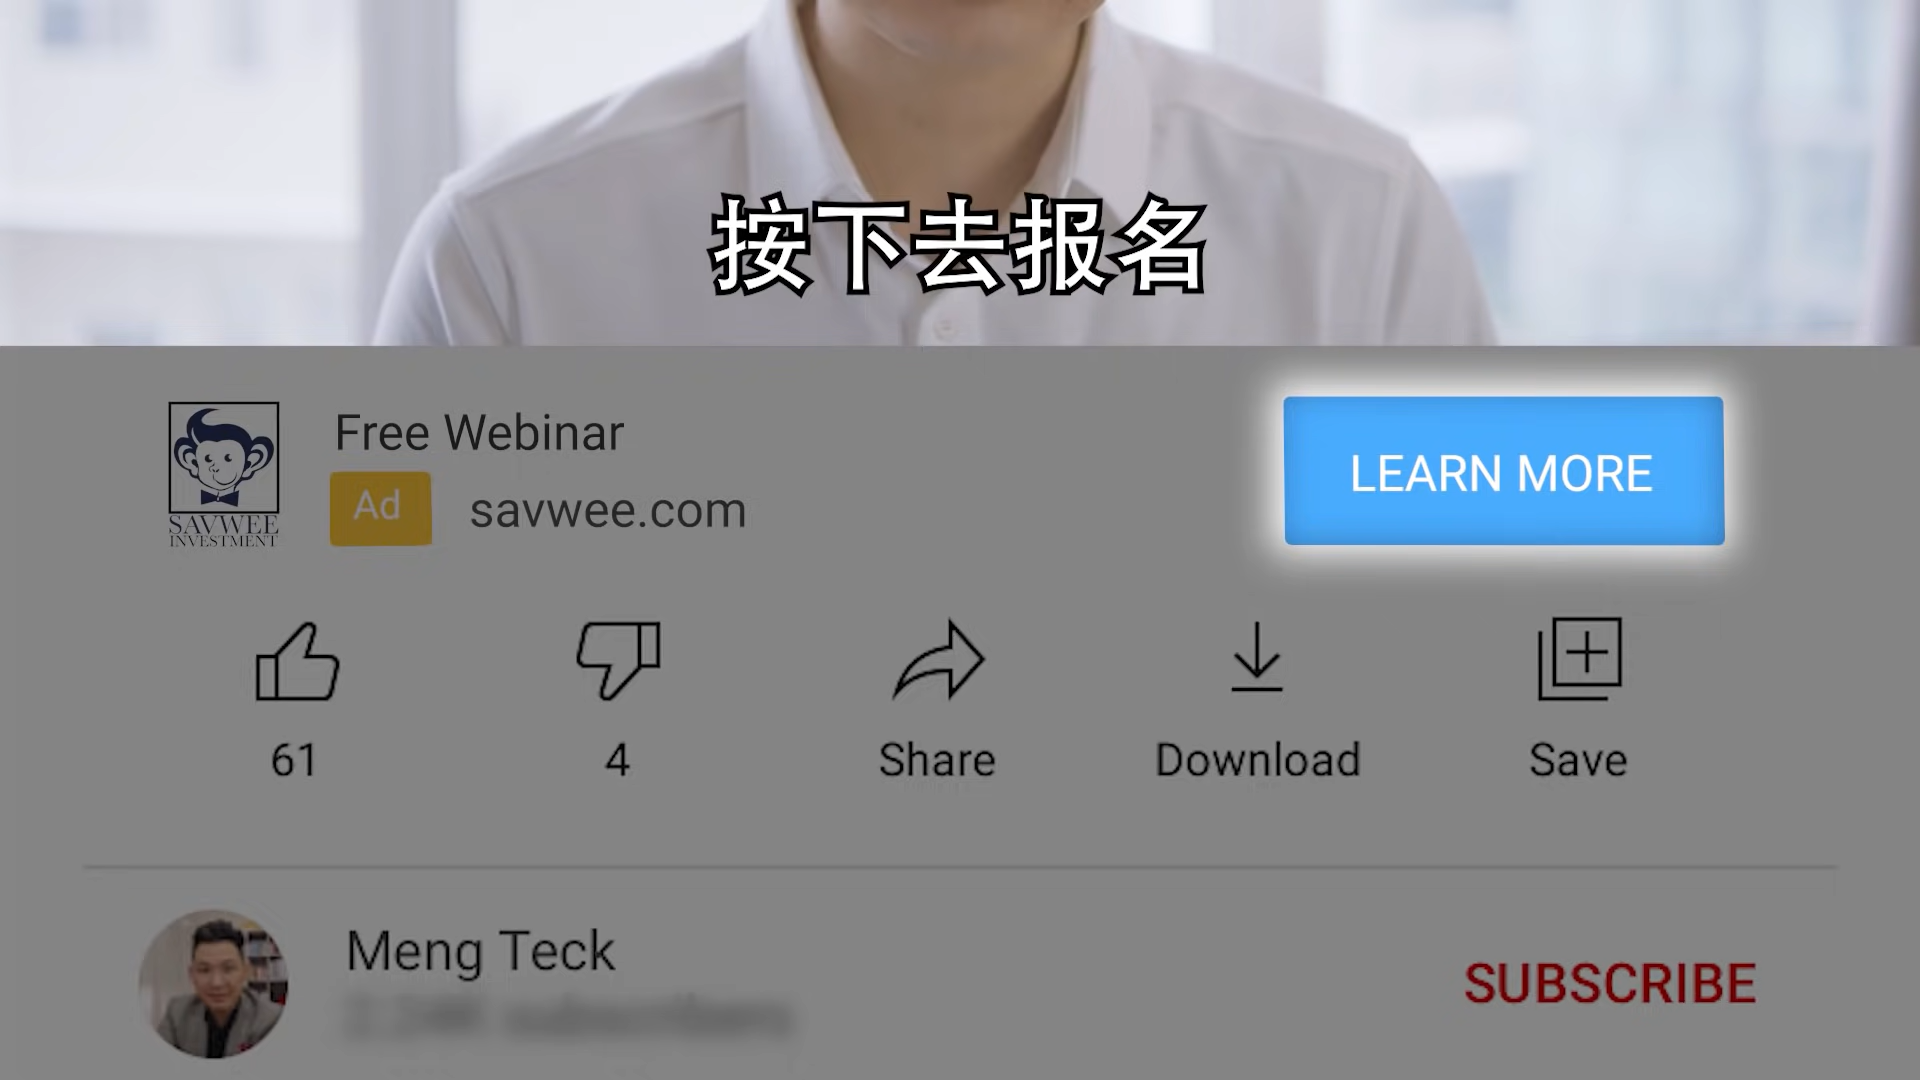 按下去报名
Free Webinar
LEARN MORE
Ad
savwee.com
SAVWEE
INVESTMENT
61
4
Share
Download
Save
Meng Teck
SUBSCRIBE